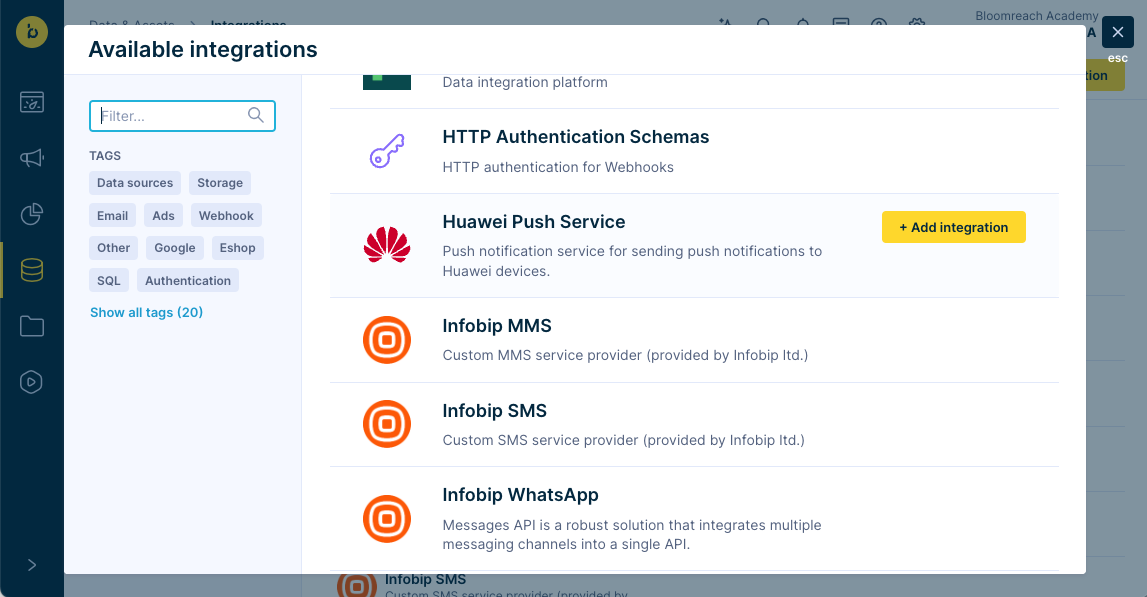 Data & Assets > Integrations
Bloomreach Academy
A
esc
tion
Available integrations
Filter...
TAGS
Data sources
Storage
Email
Ads
Webhook
Other
Google
Eshop
SQL
Authentication
Show all tags (20)
Data integration platform
HTTP Authentication Schemas
HTTP authentication for Webhooks
Huawei Push Service
Push notification service for sending push notifications to
Huawei devices.
+ Add integration
Infobip MMS
Custom MMS service provider (provided by Infobip ltd.)
Infobip SMS
Custom SMS service provider (provided by Infobip ltd.)
Infobip WhatsApp
Messages API is a robust solution that integrates multiple
messaging channels into a single API.
Infobip SMS
Custom SMS service provider (provided by